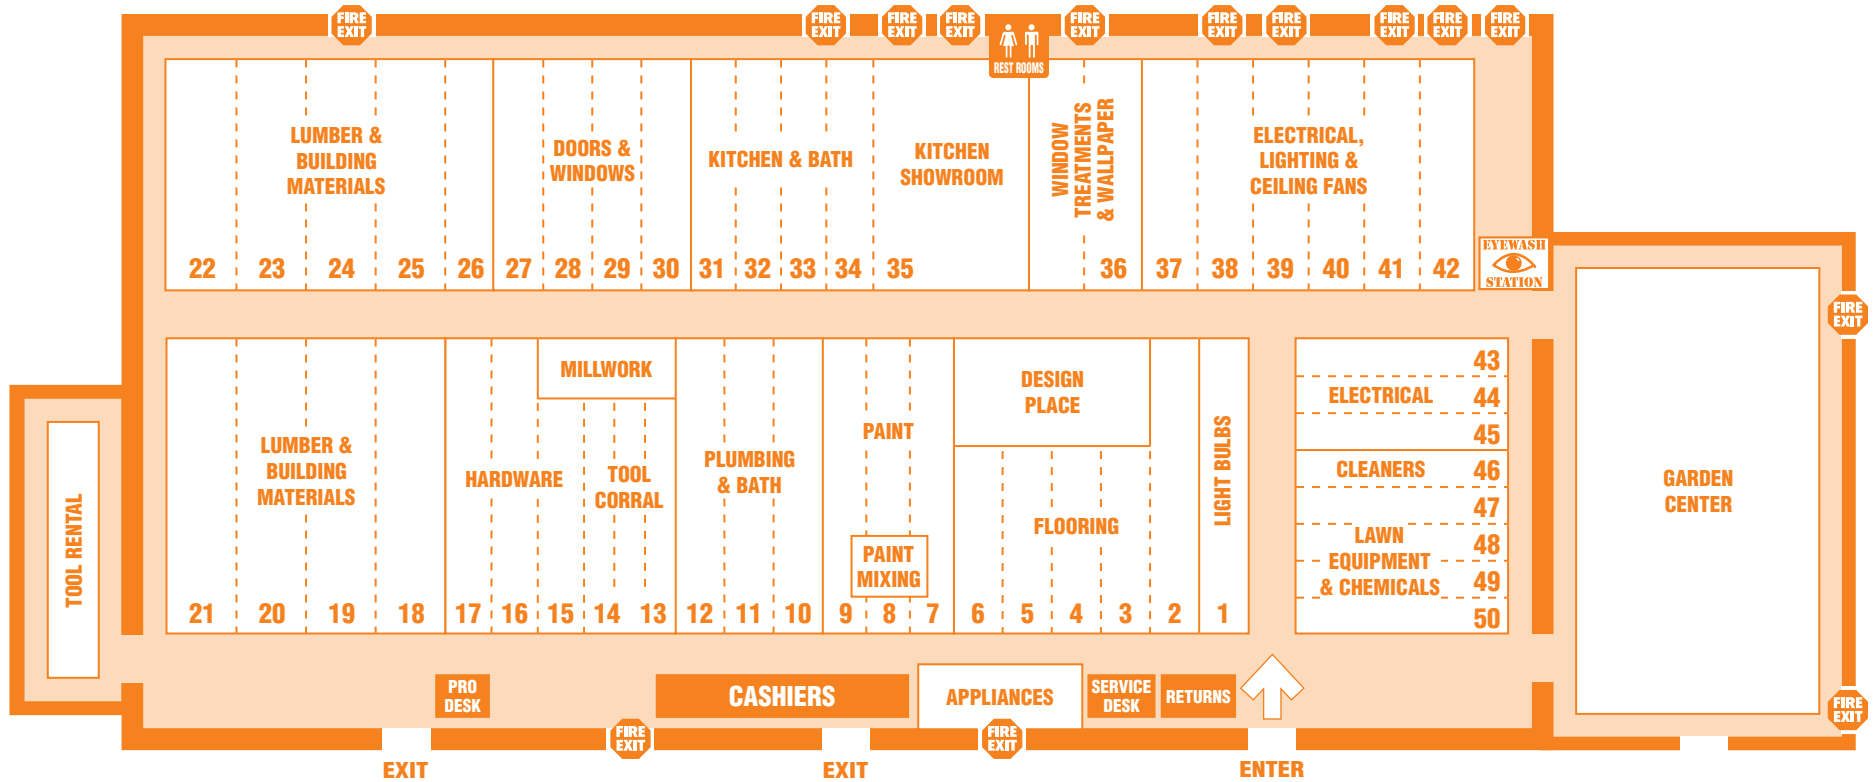 FIRE EXIT
FIRE EXIT
FIRE EXIT
FIRE EXIT
FIRE EXIT
FIRE EXIT
FIRE EXIT
FIRE EXIT
FIRE EXIT
FIRE EXIT
REST ROOMS
LUMBER &
BUILDING
MATERIALS
DOORS &
WINDOWS
KITCHEN & BATH
KITCHEN
SHOWROOM
WINDOW
TREATMENTS
& WALLPAPER
ELECTRICAL,
LIGHTING &
CEILING FANS
22 23 24 25 26 27 28 29 30 31 32 33 34 35 36 37 38 39 40 41 42
EYEWASH
STATION
FIRE EXIT
MILLWORK
DESIGN
PLACE
43
ELECTRICAL 44
45
CLEANERS 46
47
LAWN
EQUIPMENT
& CHEMICALS
48
49
50
LUMBER &
BUILDING
MATERIALS
HARDWARE
TOOL
CORRAL
PLUMBING
& BATH
PAINT
PAINT
MIXING
FLOORING
LIGHT BULBS
GARDEN
CENTER
TOOL RENTAL
21 20 19 18 17 16 15 14 13 12 11 10 9 8 7 6 5 4 3 2 1
PRO
DESK
CASHIERS
APPLIANCES
SERVICE
DESK
RETURNS
FIRE EXIT
FIRE EXIT
FIRE EXIT
EXIT
EXIT
ENTER